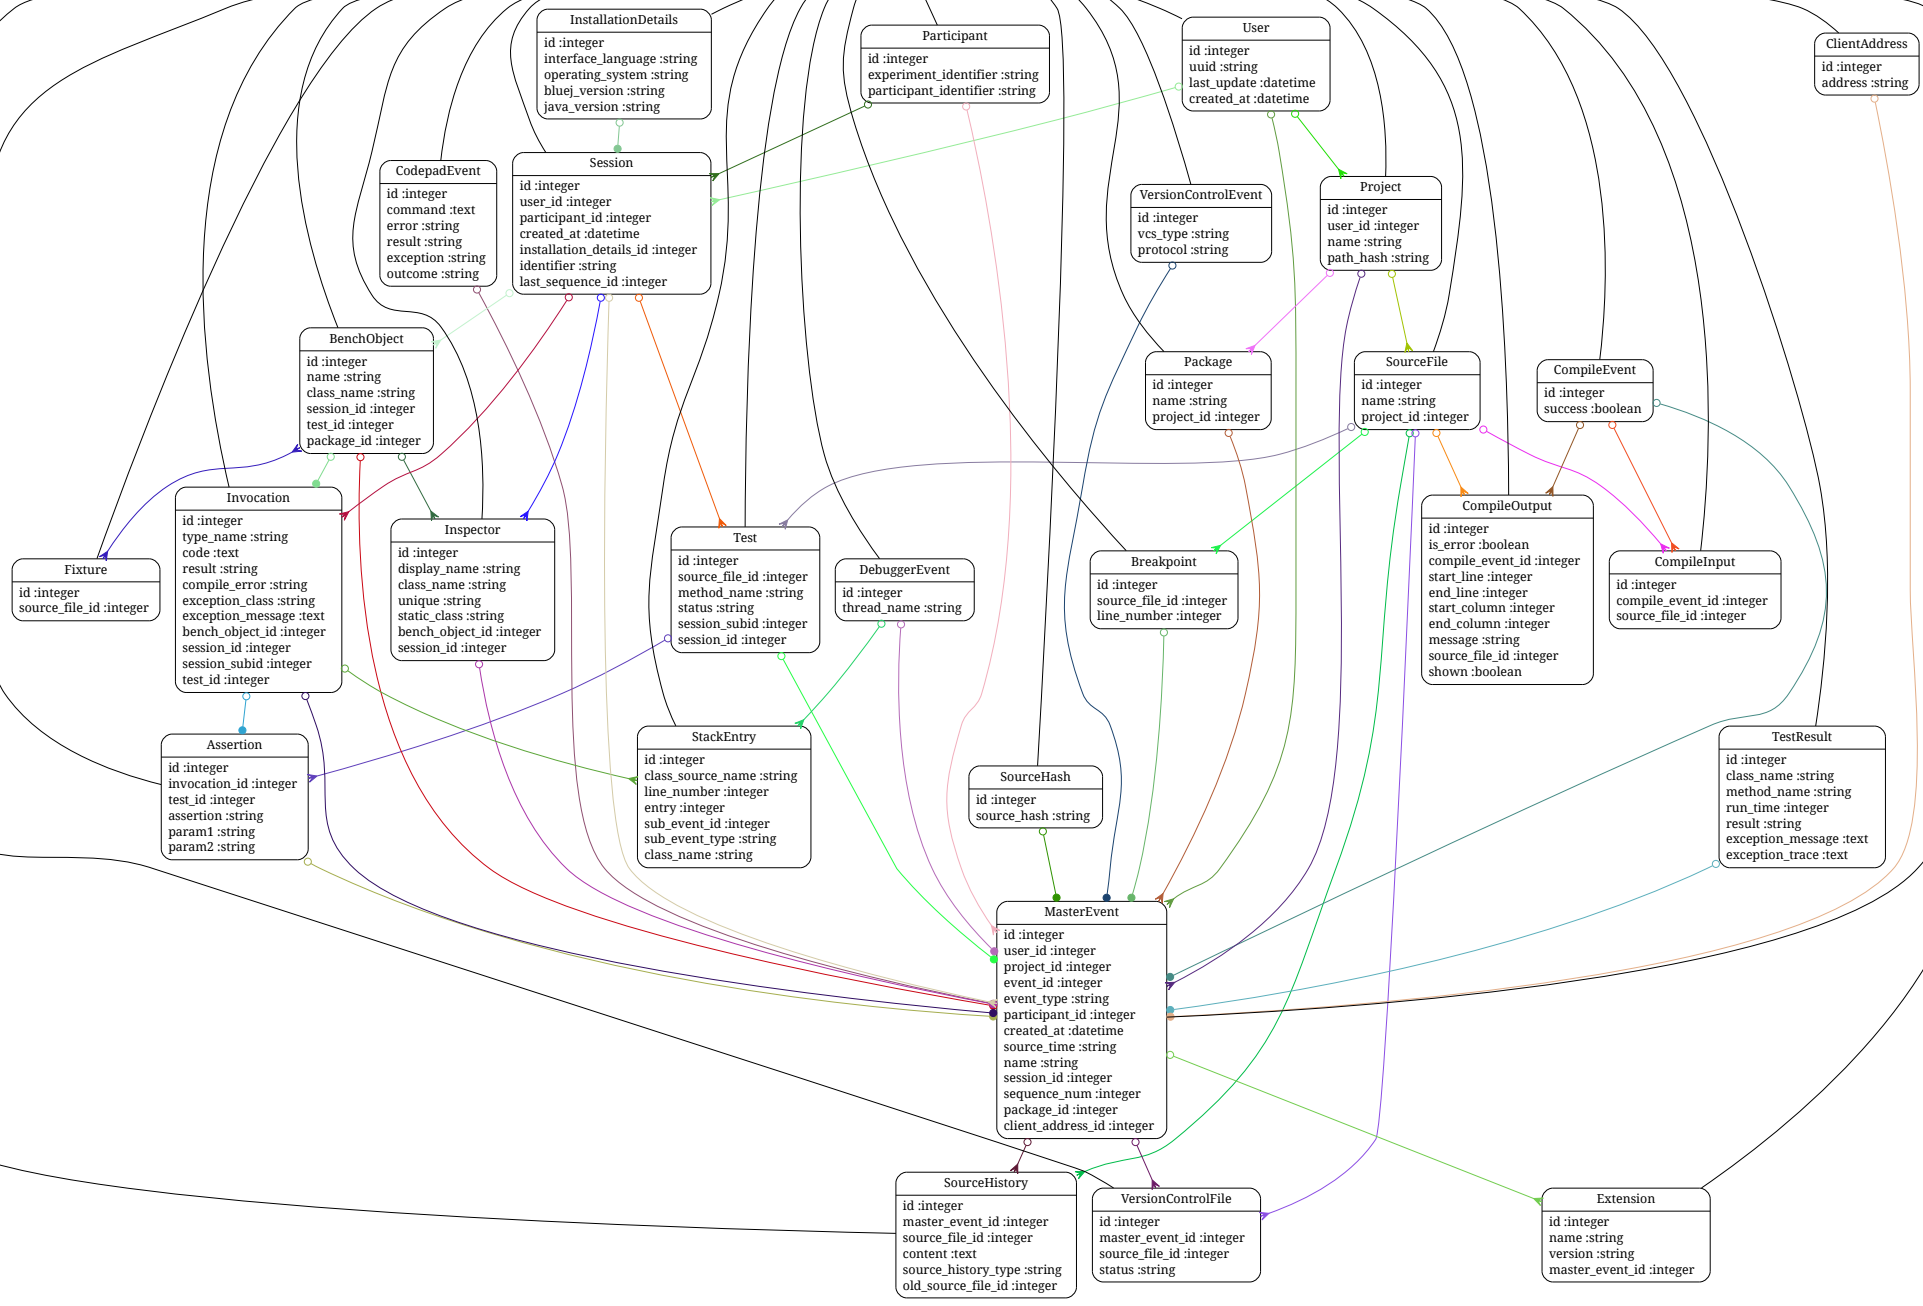 InstallationDetails
id :integer
interface_language :string
operating_system :string
bluej_version :string
java_version :string
Participant
id :integer
experiment_identifier :string
participant_identifier :string
User
id :integer
uuid :string
last_update :datetime
created_at :datetime
ClientAddress
id :integer
address :string
CodepadEvent
id :integer
command :text
error :string
result :string
exception :string
outcome :string
Session
id :integer
user_id :integer
participant_id :integer
created_at :datetime
installation_details_id :integer
identifier :string
last_sequence_id :integer
VersionControlEvent
id :integer
vcs_type :string
protocol :string
Project
id :integer
user_id :integer
name :string
path_hash :string
BenchObject
id :integer
name :string
class_name :string
session_id :integer
test_id :integer
package_id :integer
Package
id :integer
name :string
project_id :integer
SourceFile
id :integer
name :string
project_id :integer
CompileEvent
id :integer
success :boolean
Fixture
id :integer
source_file_id :integer
Invocation
id :integer
type_name :string
code :text
result :string
compile_error :string
exception_class :string
exception_message :text
bench_object_id :integer
session_id :integer
session_subid :integer
test_id :integer
Inspector
id :integer
display_name :string
class_name :string
unique :string
static_class :string
bench_object_id :integer
session_id :integer
Test
id :integer
source_file_id :integer
method_name :string
status :string
session_subid :integer
session_id :integer
DebuggerEvent
id :integer
thread_name :string
Breakpoint
id :integer
source_file_id :integer
line_number :integer
CompileOutput
id :integer
is_error :boolean
compile_event_id :integer
start_line :integer
end_line :integer
start_column :integer
end_column :integer
message :string
source_file_id :integer
shown :boolean
CompileInput
id :integer
compile_event_id :integer
source_file_id :integer
Assertion
id :integer
invocation_id :integer
test_id :integer
assertion :string
param1 :string
param2 :string
StackEntry
id :integer
class_source_name :string
line_number :integer
entry :integer
sub_event_id :integer
sub_event_type :string
class_name :string
SourceHash
id :integer
source_hash :string
TestResult
id :integer
class_name :string
method_name :string
run_time :integer
result :string
exception_message :text
exception_trace :text
MasterEvent
id :integer
user_id :integer
project_id :integer
event_id :integer
event_type :string
participant_id :integer
created_at :datetime
source_time :string
name :string
session_id :integer
sequence_num :integer
package_id :integer
client_address_id :integer
SourceHistory
id :integer
master_event_id :integer
source_file_id :integer
content :text
source_history_type :string
old_source_file_id :integer
VersionControlFile
id :integer
master_event_id :integer
source_file_id :integer
status :string
Extension
id :integer
name :string
version :string
master_event_id :integer